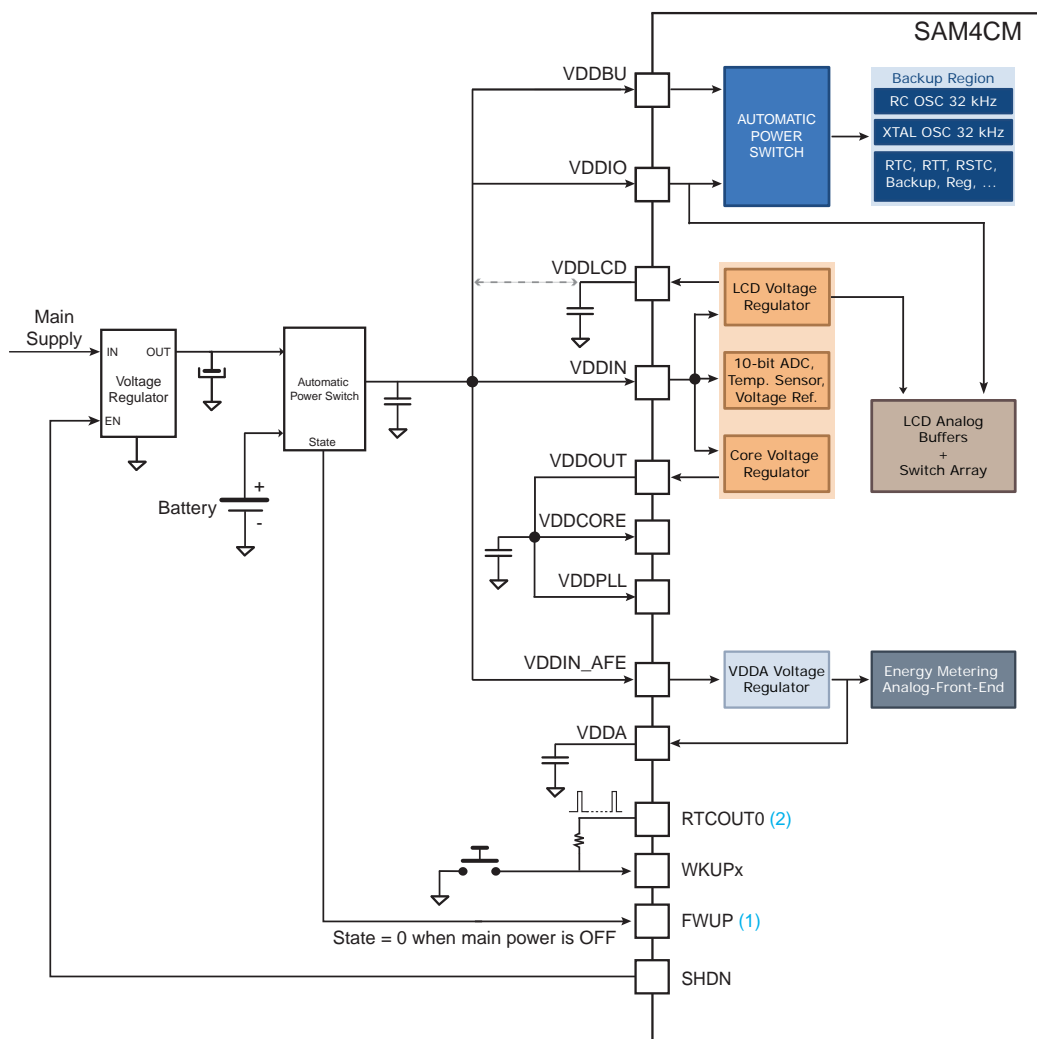 SAM4CM
VDDBU
AUTOMATIC
POWER
SWITCH
Backup Region
RC OSC 32 kHz
XTAL OSC 32 kHz
RTC, RTT, RSTC,
Backup, Reg, ...
VDDIO
VDDLCD
LCD Voltage
Regulator
Main
Supply
IN
OUT
Voltage
Regulator
EN
Automatic
Power Switch
State
VDDIN
10-bit ADC,
Temp. Sensor,
Voltage Ref.
LCD Analog
Buffers
+
Switch Array
VDDOUT
Core Voltage
Regulator
Battery
+
-
VDDCORE
VDDPLL
VDDIN_AFE
VDDA Voltage
Regulator
Energy Metering
Analog-Front-End
VDDA
RTCOUT0 (2)
WKUPx
FWUP (1)
State = 0 when main power is OFF
SHDN